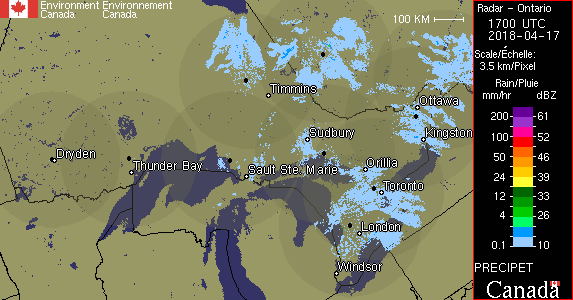 Environment Environnement
Canada Canada
100 KM
Timmins
Ottawa
Sudbury
Kingston
Dryden
Thunder Bay
Sault Ste. Marie
Orillia
Toronto
London
Windsor
Radar - Ontario
1700 UTC
2018-04-17
Scale/Échelle:
3.5 km/Pixel
Rain/Pluie
mm/hr dBZ
200 61
100 52
50 46
24 39
12 33
4 26
0.1 10
PRECIPET
Canada